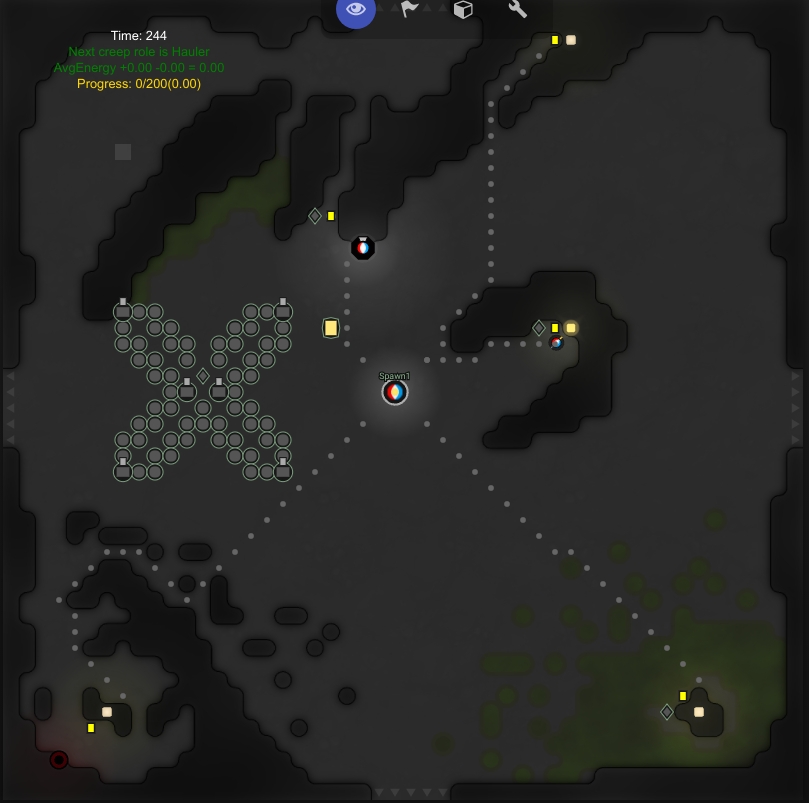 Time: 244
Next creep role is Hauler
AvgEnergy +0.00 -0.00 = 0.00
Progress: 0/200(0.00)
Spawn1